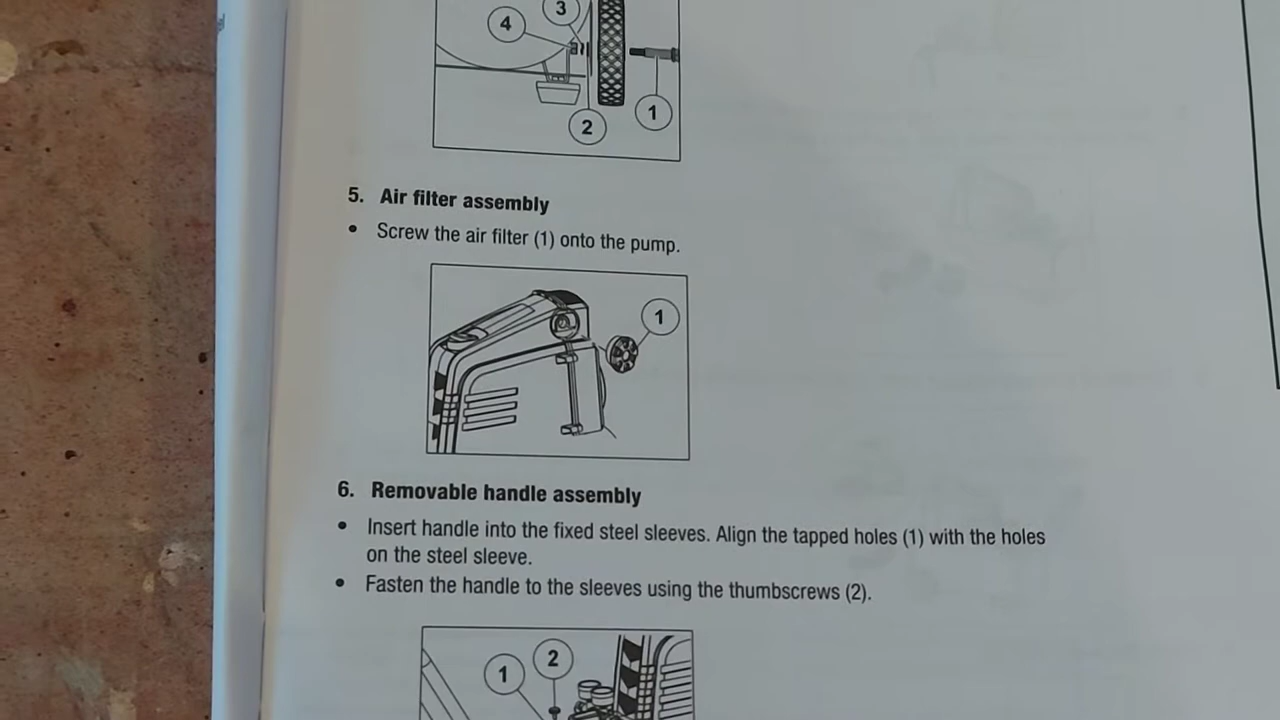 3
4
1
2
5. Air filter assembly
• Screw the air filter (1) onto the pump.
1
6. Removable handle assembly
• Insert handle into the fixed steel sleeves. Align the tapped holes (1) with the holes
on the steel sleeve.
• Fasten the handle to the sleeves using the thumbscrews (2).
2
1